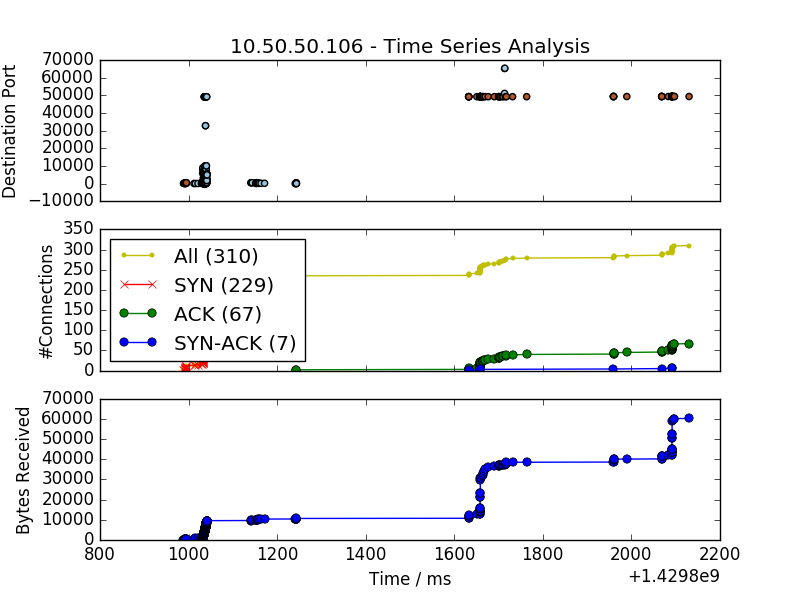 10.50.50.106 - Time Series Analysis
Destination Port
70000
60000
50000
40000
30000
20000
10000
0
−10000
#Connections
350
300
250
200
150
100
50
0
All (310)
SYN (229)
ACK (67)
SYN-ACK (7)
Bytes Received
70000
60000
50000
40000
30000
20000
10000
0
800 1000 1200 1400 1600 1800 2000 2200
Time / ms
+1.4298e9